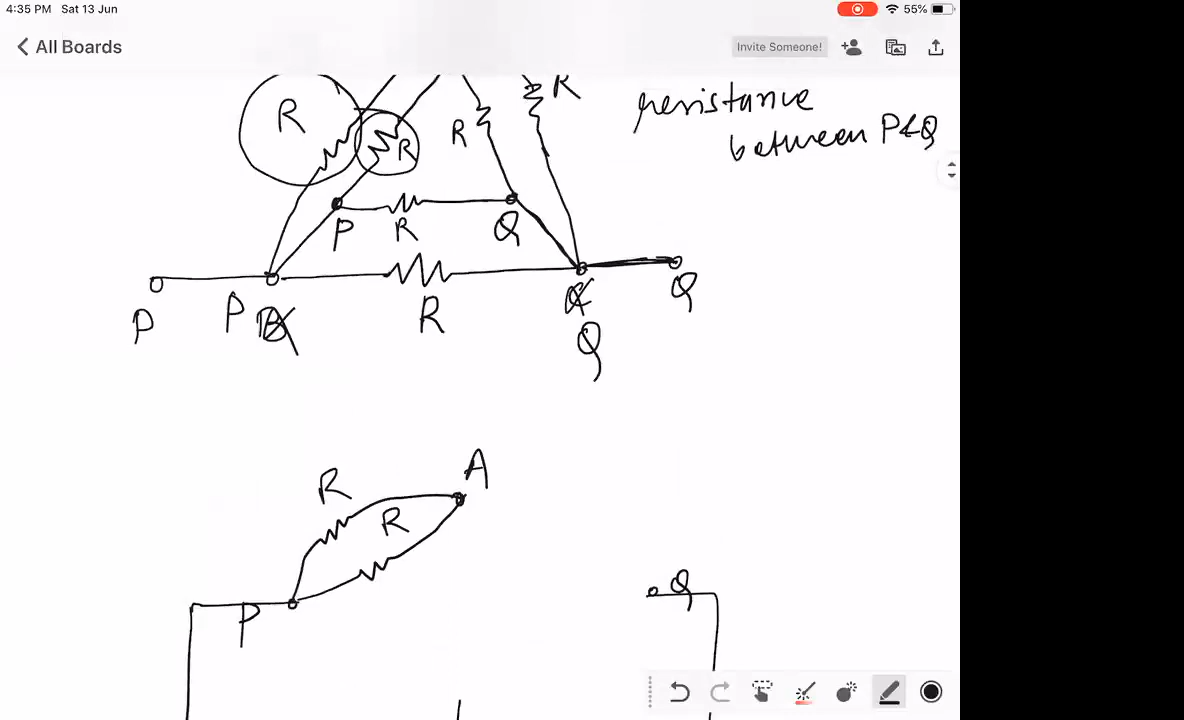 4:35 PM Sat 13 Jun
55%
All Boards
Invite Someone!
R
R
R
R
resistance
between P&Q
P
R
Q
P
P
R
Q
Q
R
A
R
P
Q